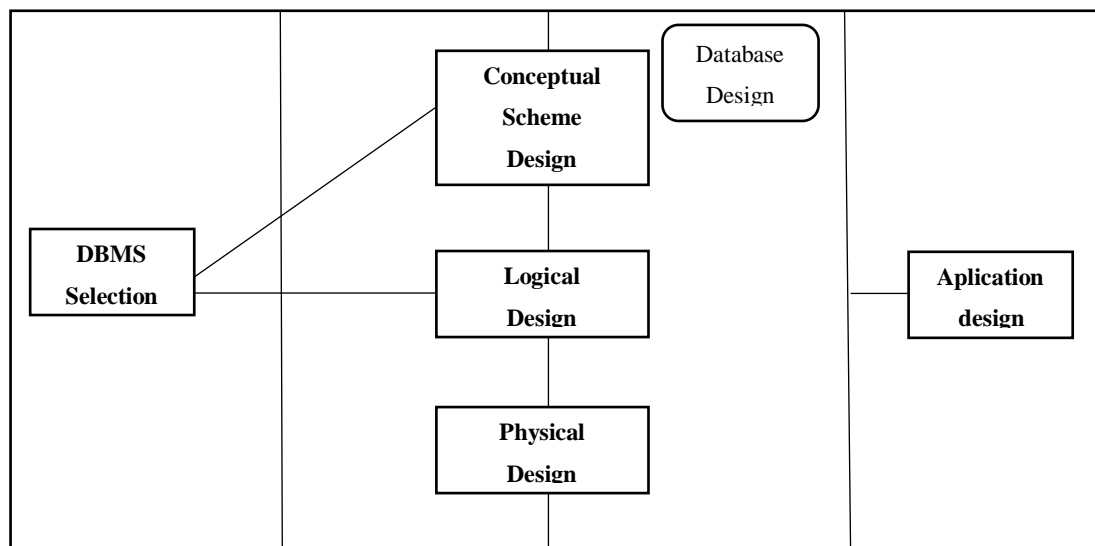 Conceptual
Scheme
Design
Database
Design
DBMS
Selection
Logical
Design
Aplication
design
Physical
Design